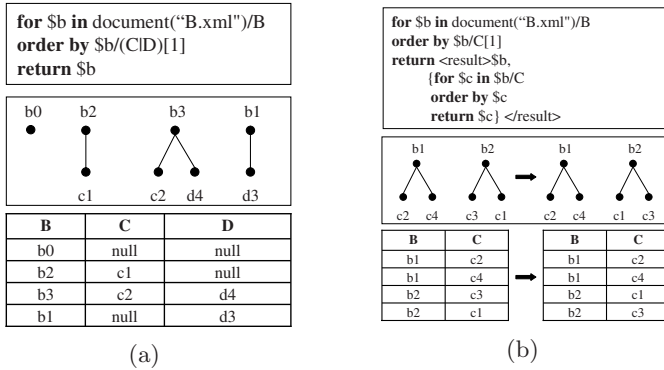 for $b in document(“B.xml")/B
order by $b/(C|D)[1]
return $b
b0 b2 b3 b1
c1 c2 d4 d3
B C D
b0 null null
b2 c1 null
b3 c2 d4
b1 null d3
(a)
for $b in document("B.xml")/B
order by $b/C[1]
return <result>$b,
{for $c in $b/C
order by $c
return $c} </result>
b1 b2 b1 b2
c2 c4 c3 c1 c2 c4 c1 c3
B C B C
b1 c2 b1 c2
b1 c4 b1 c4
b2 c3 b2 c1
b2 c1 b2 c3
(b)